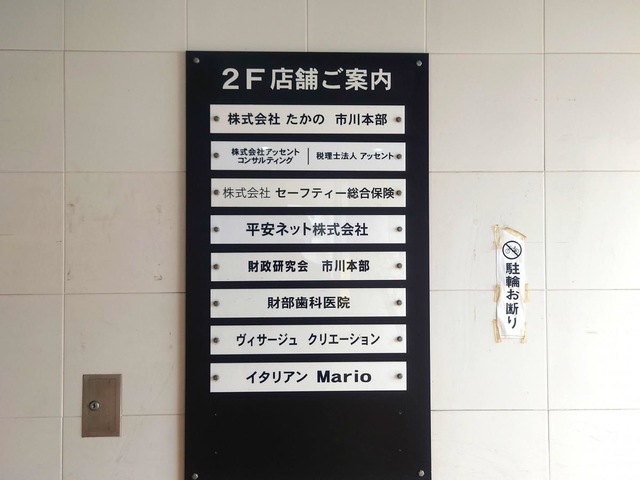 2F店舗ご案内
株式会社 たかの 市川本部
株式会社アッセント
コンサルティング
税理士法人 アッセント
株式会社 セーフティー総合保険
平安ネット株式会社
財政研究会 市川本部
財部歯科医院
ヴィサージュ クリエーション
イタリアン Mario
駐輪お断り